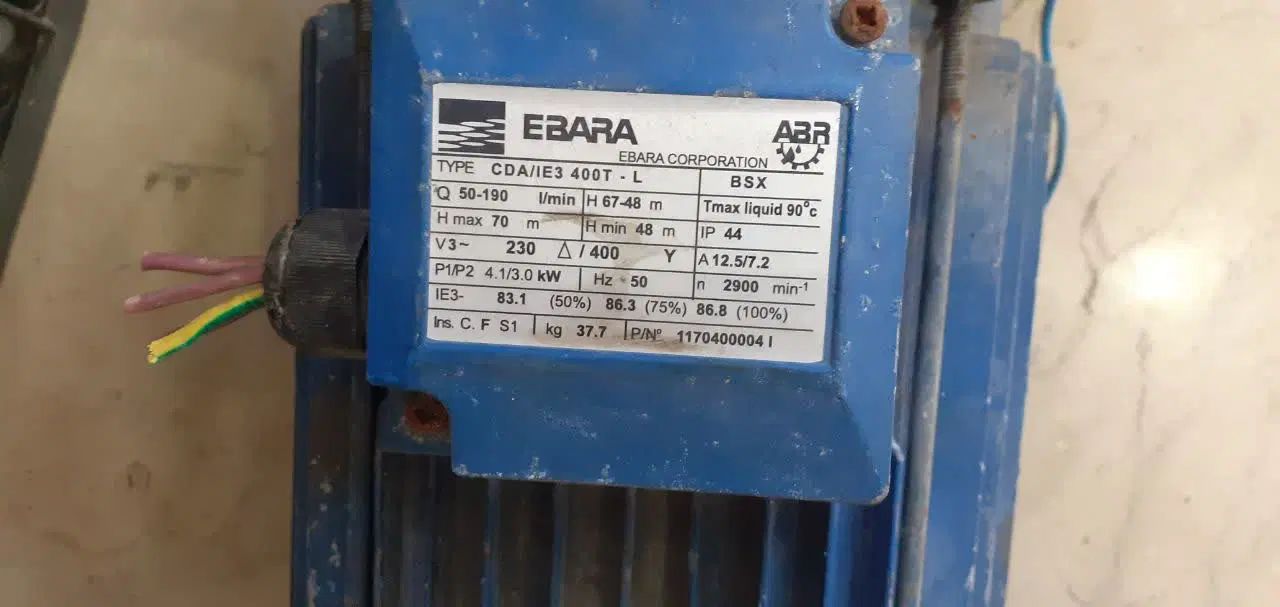 EBARA
ABR
EBARA CORPORATION
TYPE CDA/IE3 400T - L BSX
Q 50-190 l/min H 67-48 m Tmax liquid 90°c
H max 70 m H min 48 m IP 44
V3~ 230 Δ / 400 Y A 12.5/7.2
P1/P2 4.1/3.0 kW Hz 50 n 2900 min-1
IE3- 83.1 (50%) 86.3 (75%) 86.8 (100%)
Ins. C. F S1 kg 37.7 P/N° 1170400004 I